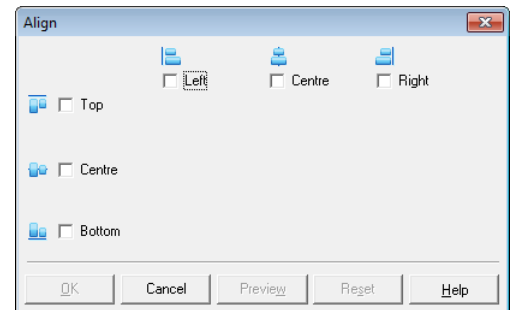 Align
Left Centre Right
Top
Centre
Bottom
OK Cancel Preview Reset Help